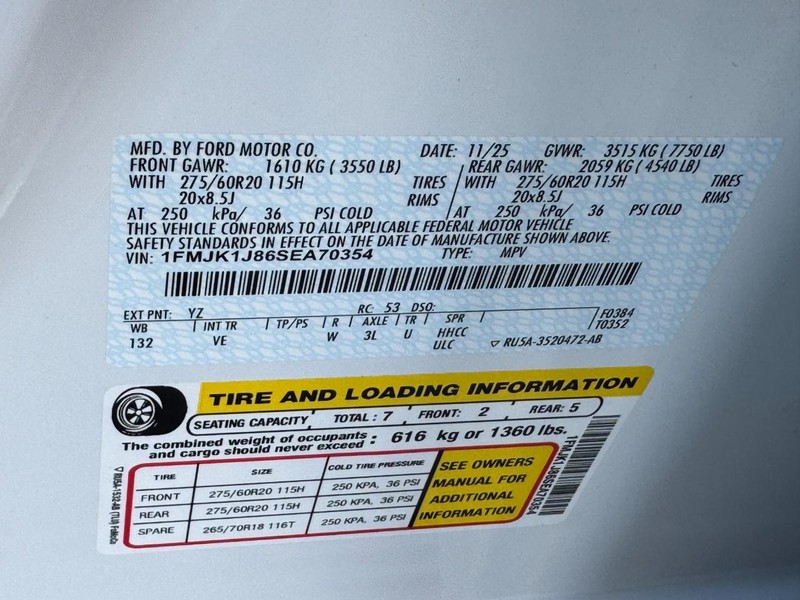 MFD. BY FORD MOTOR CO. DATE: 11/25 GVWR: 3515 KG ( 7750 LB)
FRONT GAWR: 1610 KG ( 3550 LB) REAR GAWR: 2059 KG ( 4540 LB)
WITH 275/60R20 115H TIRES WITH 275/60R20 115H TIRES
20x8.5J RIMS 20x8.5J RIMS
AT 250 kPa/ 36 PSI COLD AT 250 kPa/ 36 PSI COLD
THIS VEHICLE CONFORMS TO ALL APPLICABLE FEDERAL MOTOR VEHICLE
SAFETY STANDARDS IN EFFECT ON THE DATE OF MANUFACTURE SHOWN ABOVE.
VIN: 1FMJK1J86SEA70354 TYPE: MPV
EXT PNT: YZ RC: 53 DSO: F0384
WB INT TR TP/PS R AXLE TR SPR T0352
132 VE W 3L U HHCC
ULC ▽ RU5A-3520472-AB
TIRE AND LOADING INFORMATION
SEATING CAPACITY TOTAL : 7 FRONT: 2 REAR: 5
The combined weight of occupants and cargo should never exceed : 616 kg or 1360 lbs.
TIRE SIZE COLD TIRE PRESSURE
FRONT 275/60R20 115H 250 KPA, 36 PSI
REAR 275/60R20 115H 250 KPA, 36 PSI
SPARE 265/70R18 116T 250 KPA, 36 PSI
SEE OWNERS
MANUAL FOR
ADDITIONAL
INFORMATION
1FMJK1J86SEA70354